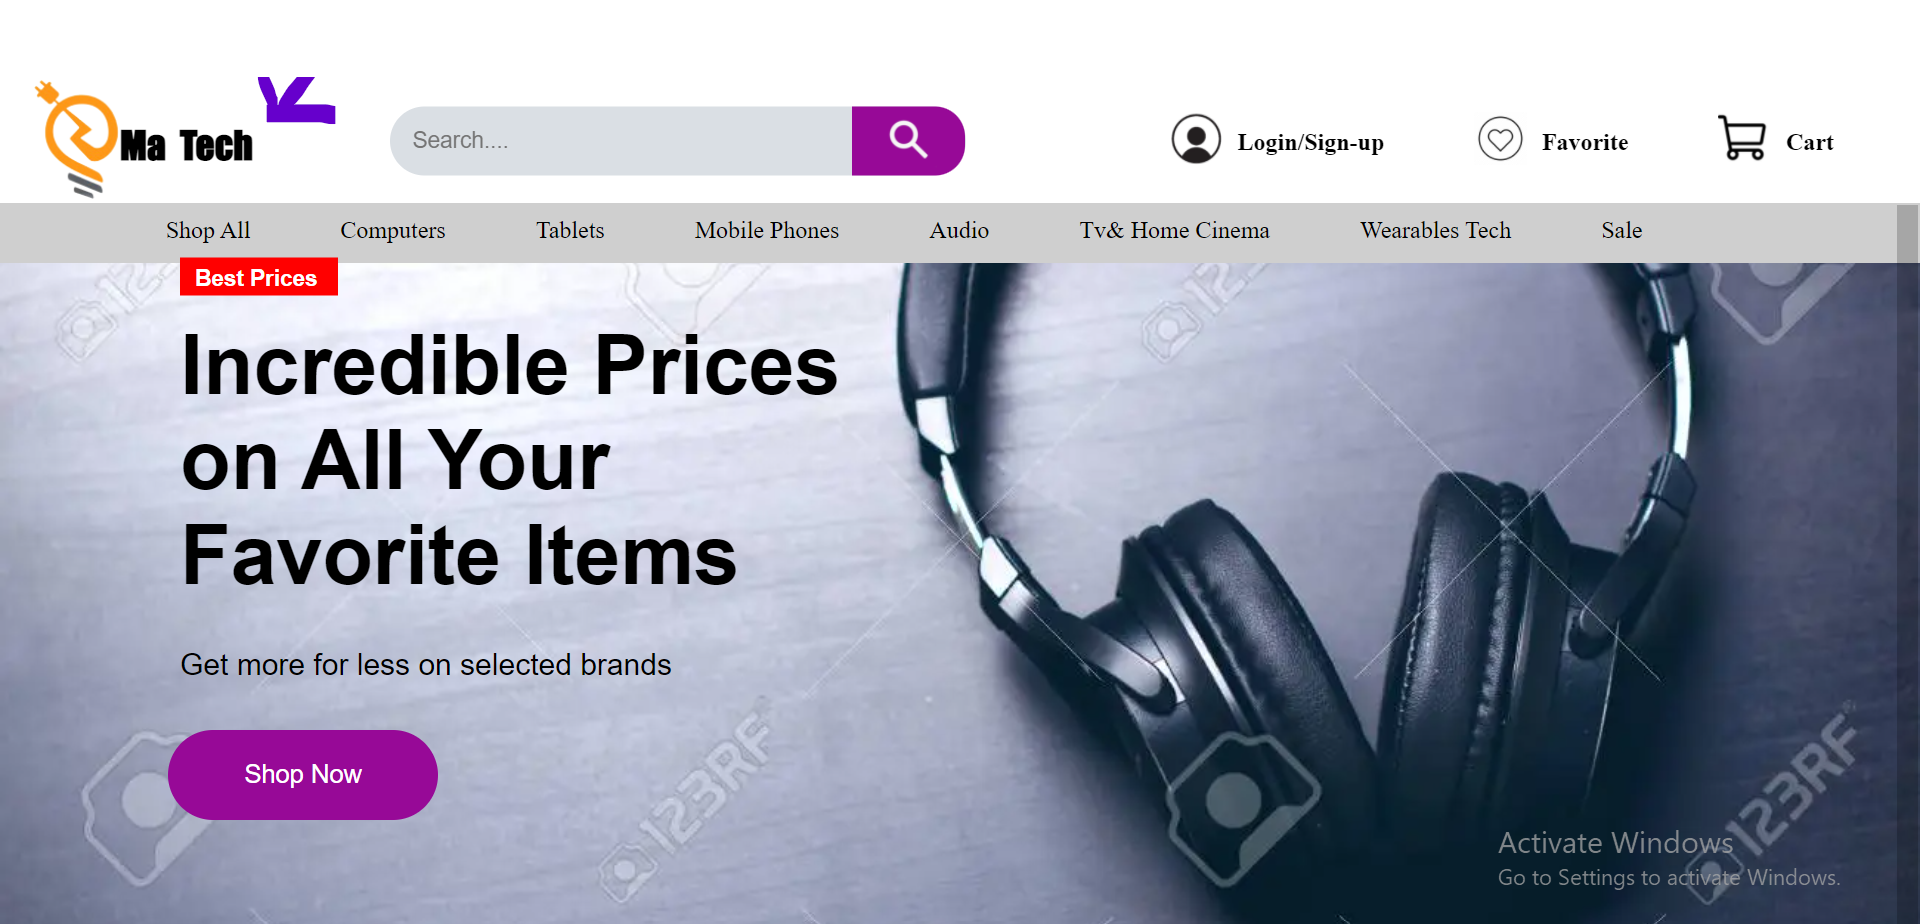 Ma Tech
Search....
Login/Sign-up
Favorite
Cart
Shop All
Computers
Tablets
Mobile Phones
Audio
Tv& Home Cinema
Wearables Tech
Sale
Best Prices
Incredible Prices
on All Your
Favorite Items
Get more for less on selected brands
Shop Now
123RF
123RF
123RF
123RF
Activate Windows
Go to Settings to activate Windows.